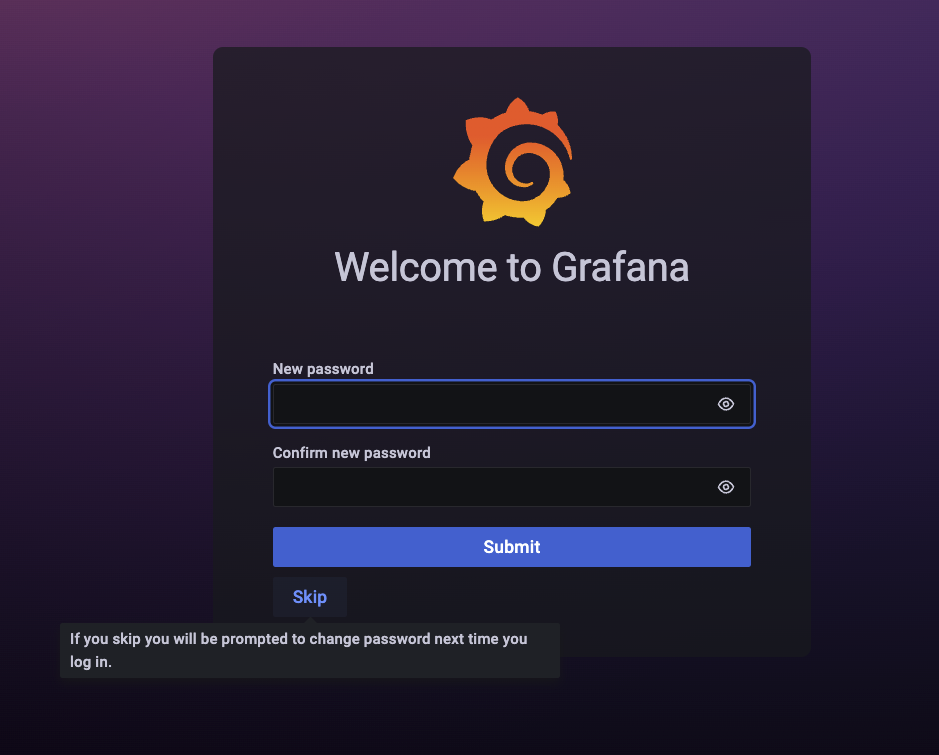 Welcome to Grafana
New password
Confirm new password
Submit
Skip
If you skip you will be prompted to change password next time you
log in.